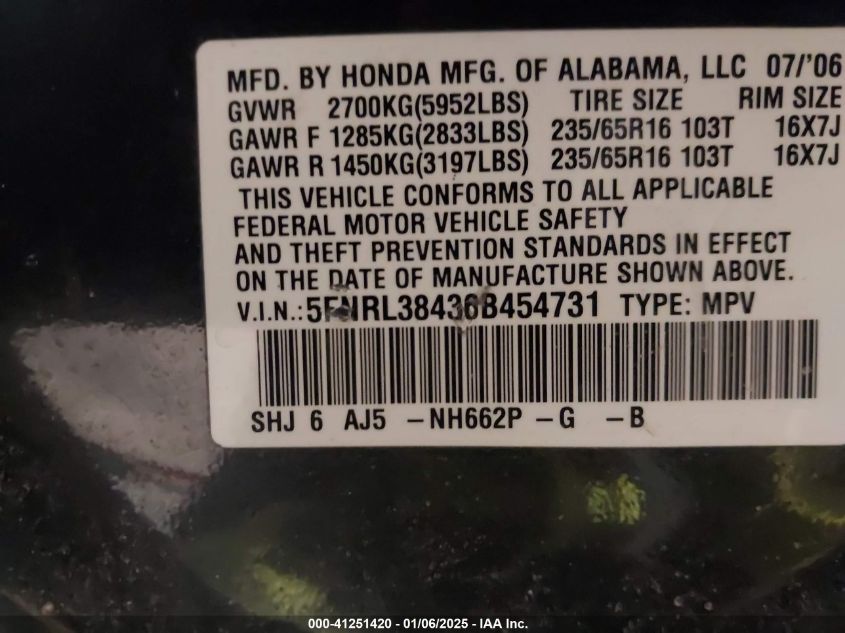 MFD. BY HONDA MFG. OF ALABAMA, LLC 07/'06
GVWR 2700KG(5952LBS) TIRE SIZE RIM SIZE
GAWR F 1285KG(2833LBS) 235/65R16 103T 16X7J
GAWR R 1450KG(3197LBS) 235/65R16 103T 16X7J
THIS VEHICLE CONFORMS TO ALL APPLICABLE
FEDERAL MOTOR VEHICLE SAFETY
AND THEFT PREVENTION STANDARDS IN EFFECT
ON THE DATE OF MANUFACTURE SHOWN ABOVE.
V.I.N.: 5FNRL38436B454731 TYPE: MPV
SHJ 6 AJ5 -NH662P -G -B
000-41251420 - 01/06/2025 - IAA Inc.